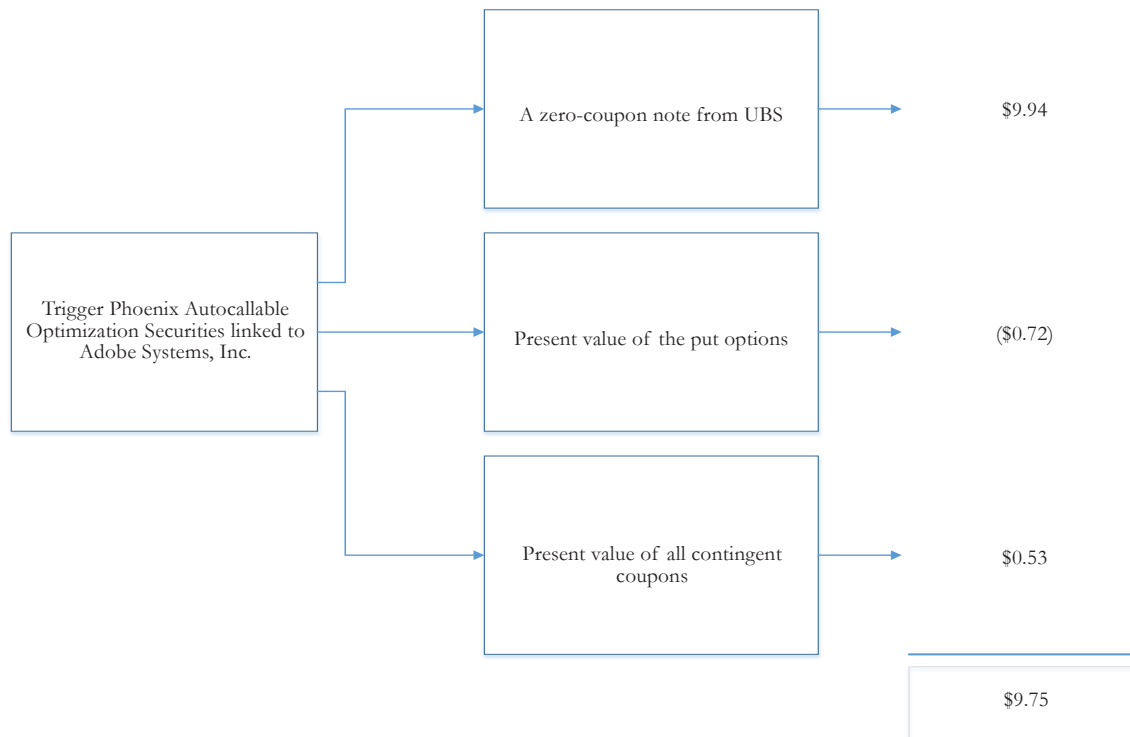 A zero-coupon note from UBS
$9.94
Trigger Phoenix Autocallable
Optimization Securities linked to
Adobe Systems, Inc.
Present value of the put options
($0.72)
Present value of all contingent
coupons
$0.53
$9.75